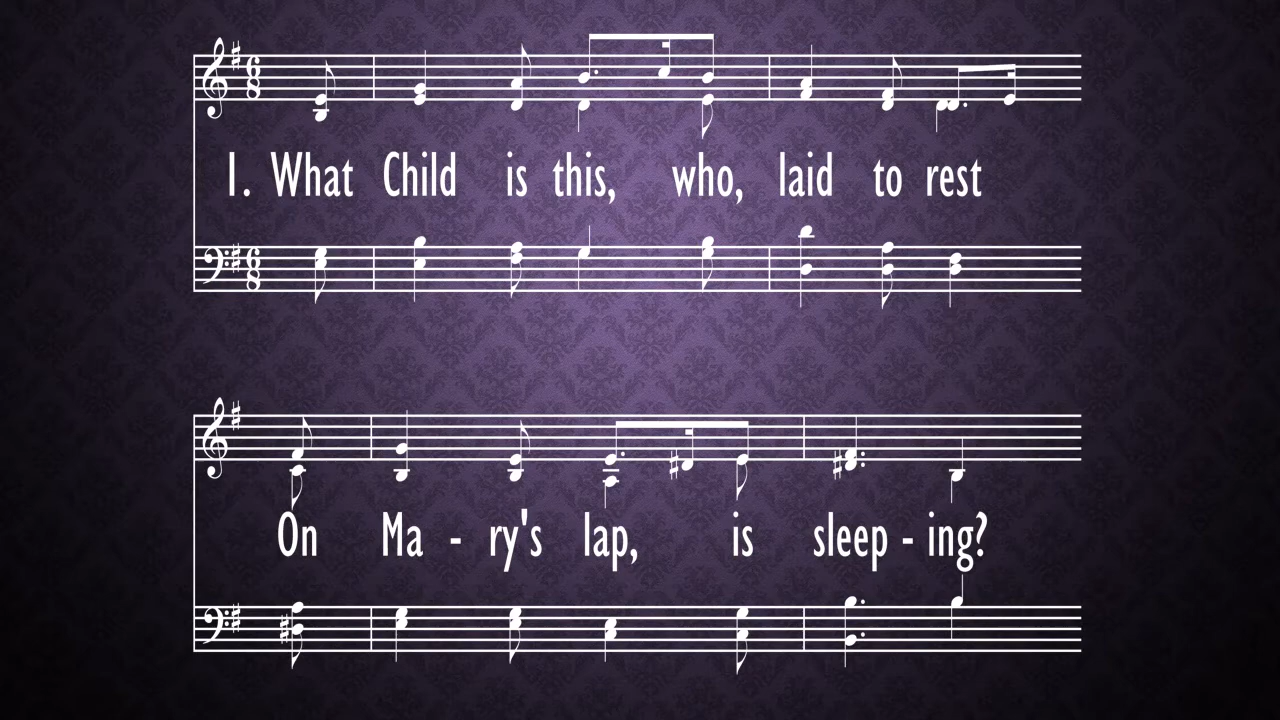 1. What Child is this, who, laid to rest
On Ma - ry's lap, is sleep - ing?